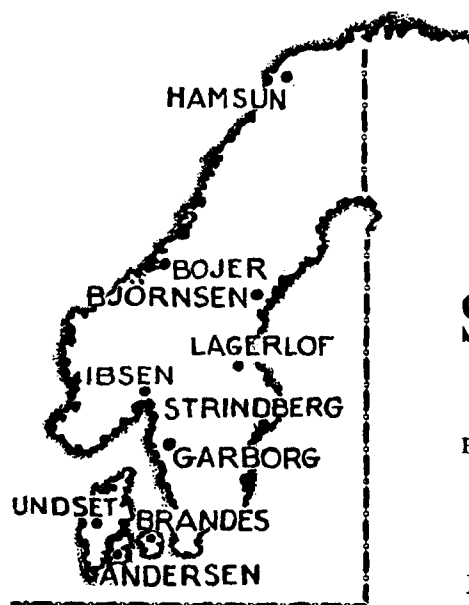 HAMSUN
BOJER
BJÖRNSEN
LAGERLOF
IBSEN
STRINDBERG
GARBORG
UNDSET
BRANDES
ANDERSEN